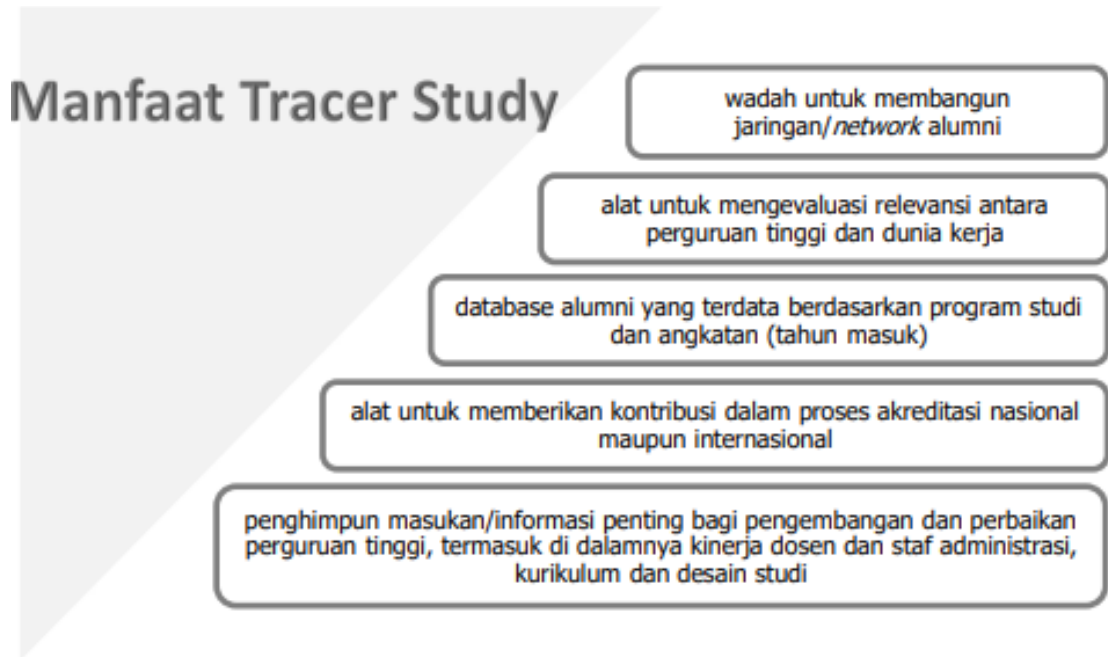 Manfaat Tracer Study
wadah untuk membangun
jaringan/network alumni
alat untuk mengevaluasi relevansi antara
perguruan tinggi dan dunia kerja
database alumni yang terdata berdasarkan program studi
dan angkatan (tahun masuk)
alat untuk memberikan kontribusi dalam proses akreditasi nasional
maupun internasional
penghimpun masukan/informasi penting bagi pengembangan dan perbaikan
perguruan tinggi, termasuk di dalamnya kinerja dosen dan staf administrasi,
kurikulum dan desain studi